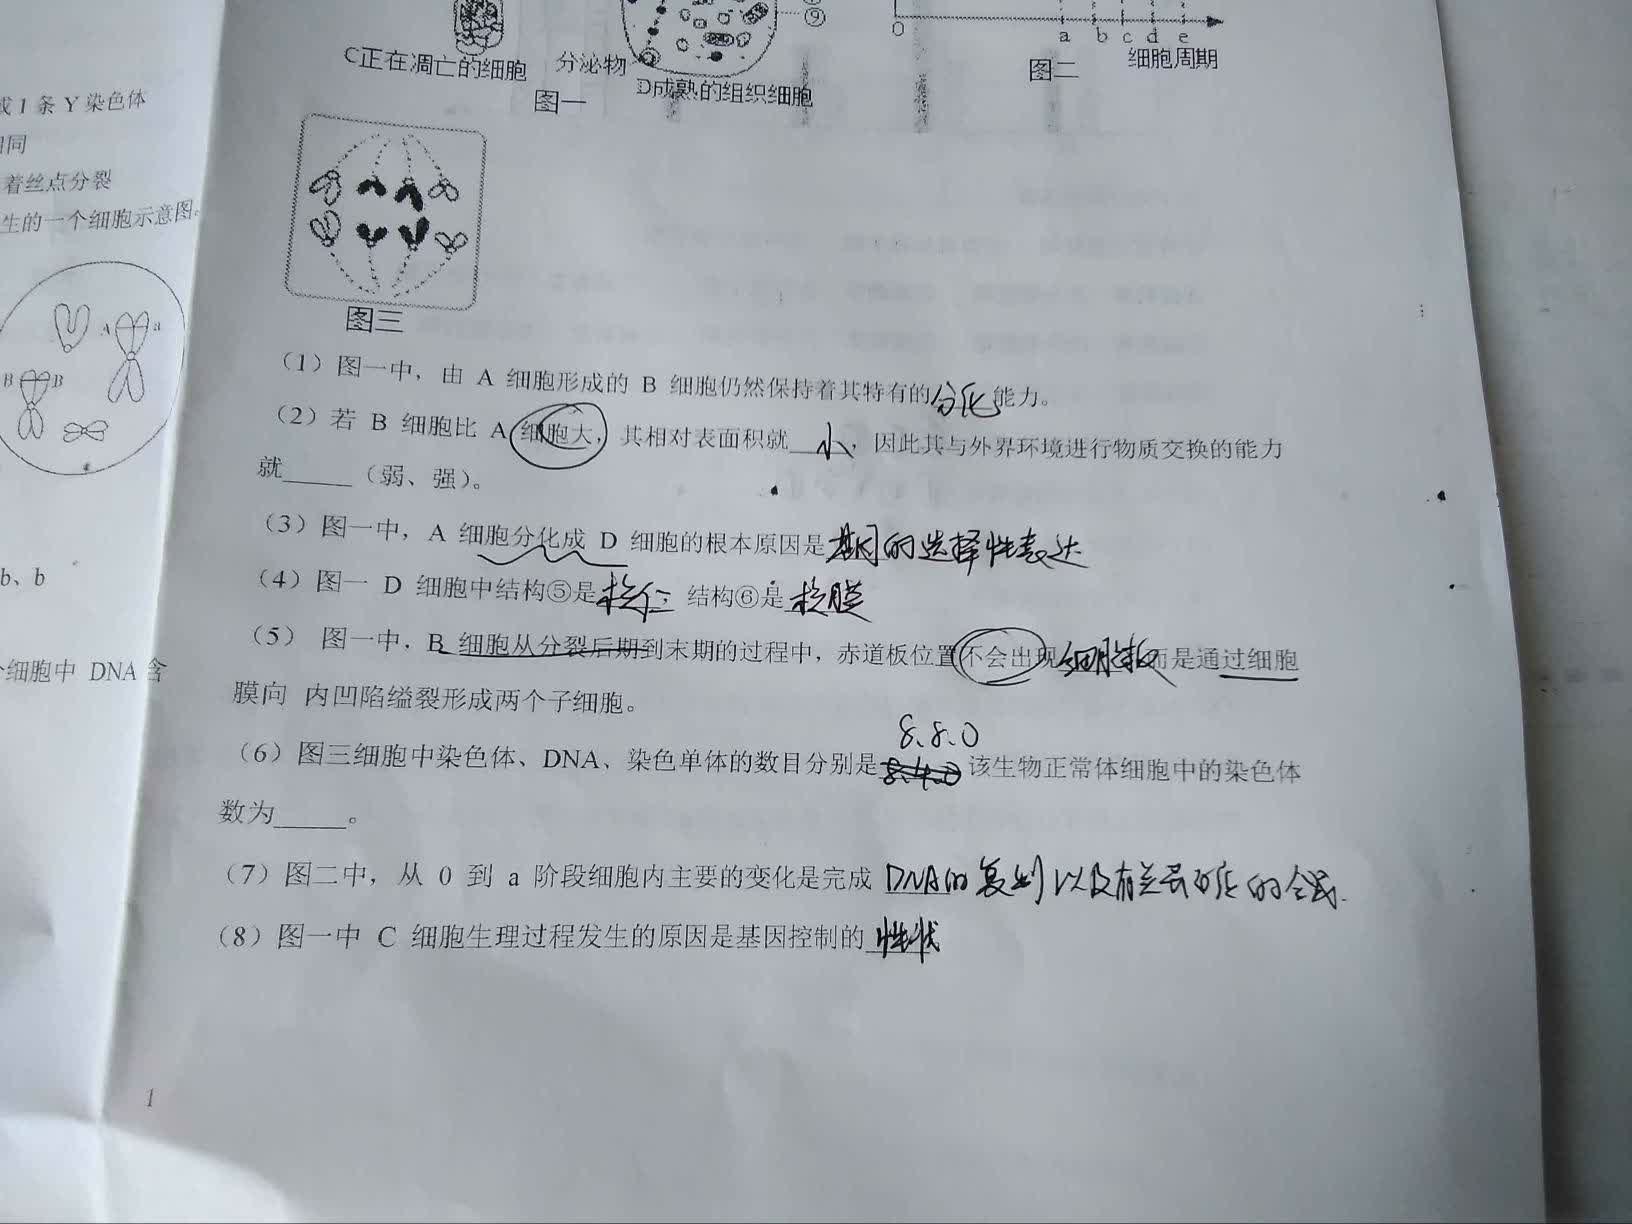 ⑨
0
a b c d e
C正在凋亡的细胞
分泌物
D成熟的组织细胞
图一
图二
细胞周期
或1条Y染色体
相同
着丝点分裂
生的一个细胞示意图。
A a
B B
b、b
个细胞中 DNA 含
1
图三
(1) 图一中，由 A 细胞形成的 B 细胞仍然保持着其特有的分化能力。
(2) 若 B 细胞比 A 细胞大，其相对表面积就 小，因此其与外界环境进行物质交换的能力
就_____（弱、强）。
(3) 图一中，A 细胞分化成 D 细胞的根本原因是基因的选择性表达
(4) 图一 D 细胞中结构⑤是核仁；结构⑥是核膜
(5) 图一中，B 细胞从分裂后期到末期的过程中，赤道板位置不会出现细胞板而是通过细胞
膜向 内凹陷缢裂形成两个子细胞。
8.8.0
(6) 图三细胞中染色体、DNA、染色单体的数目分别是8.4.0 该生物正常体细胞中的染色体
数为_____。
(7) 图二中，从 0 到 a 阶段细胞内主要的变化是完成 DNA的复制以及有关蛋白质的合成.
(8) 图一中 C 细胞生理过程发生的原因是基因控制的 性状